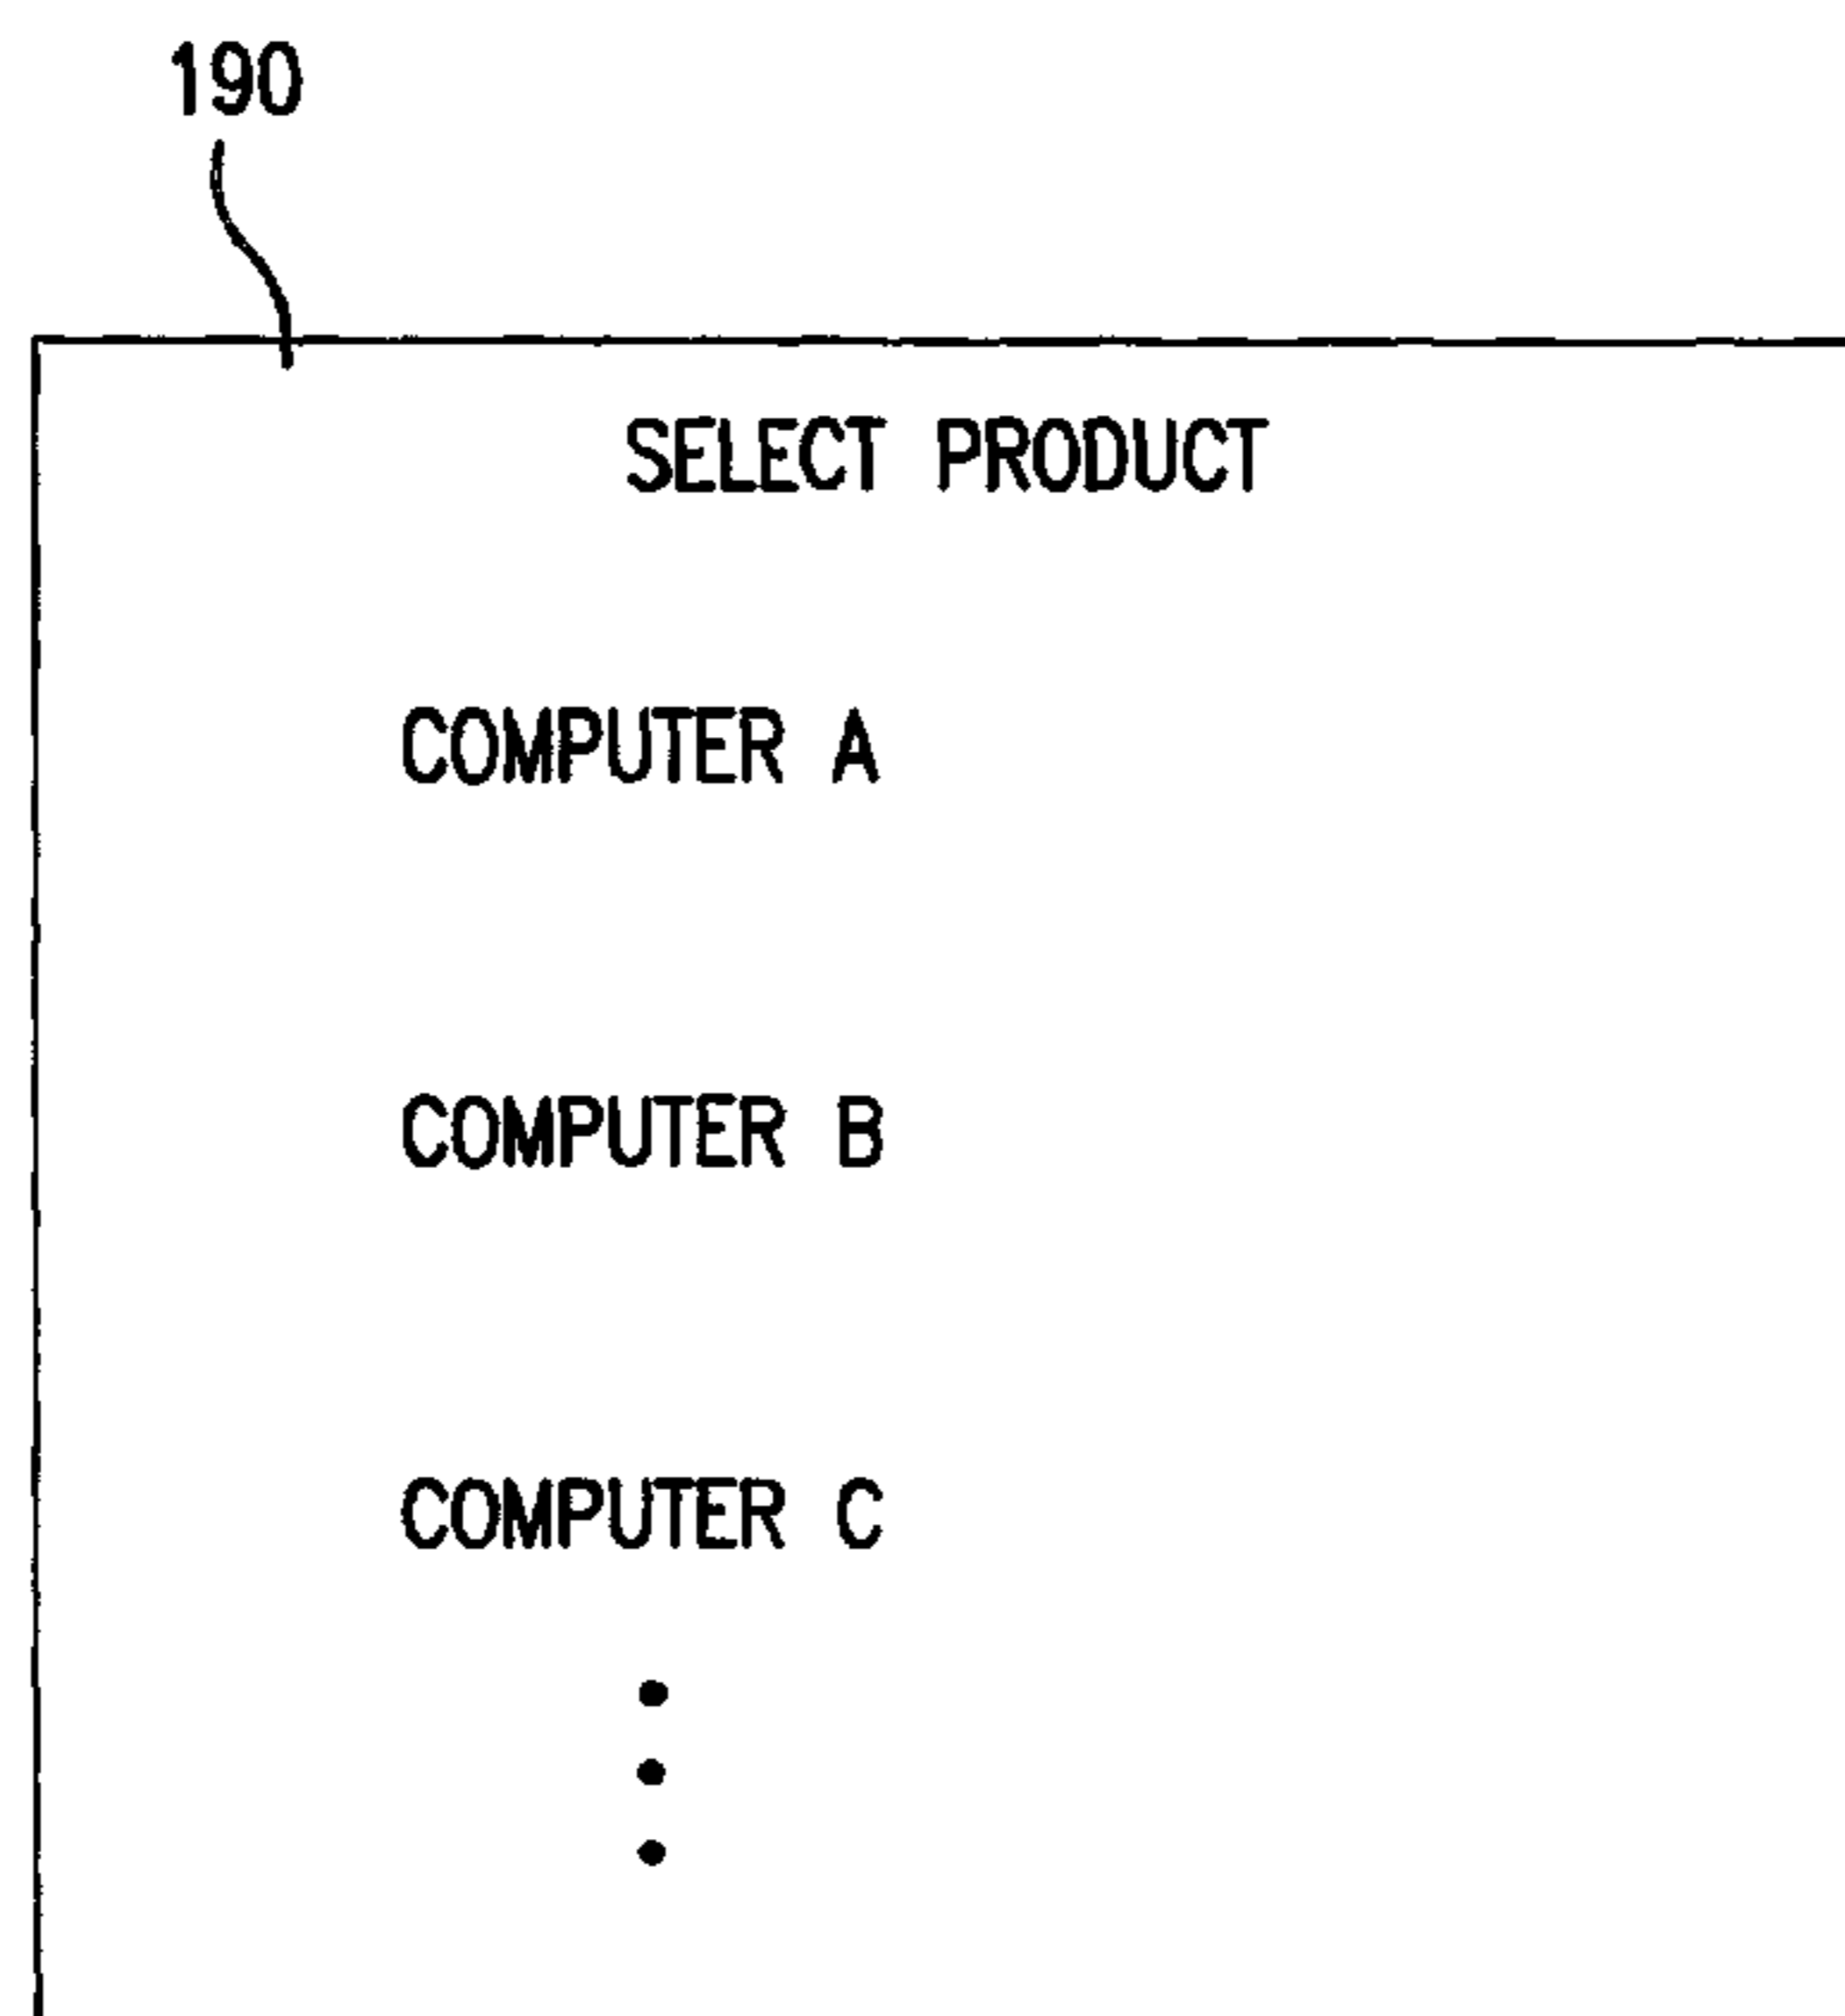 190
SELECT PRODUCT
COMPUTER A
COMPUTER B
COMPUTER C